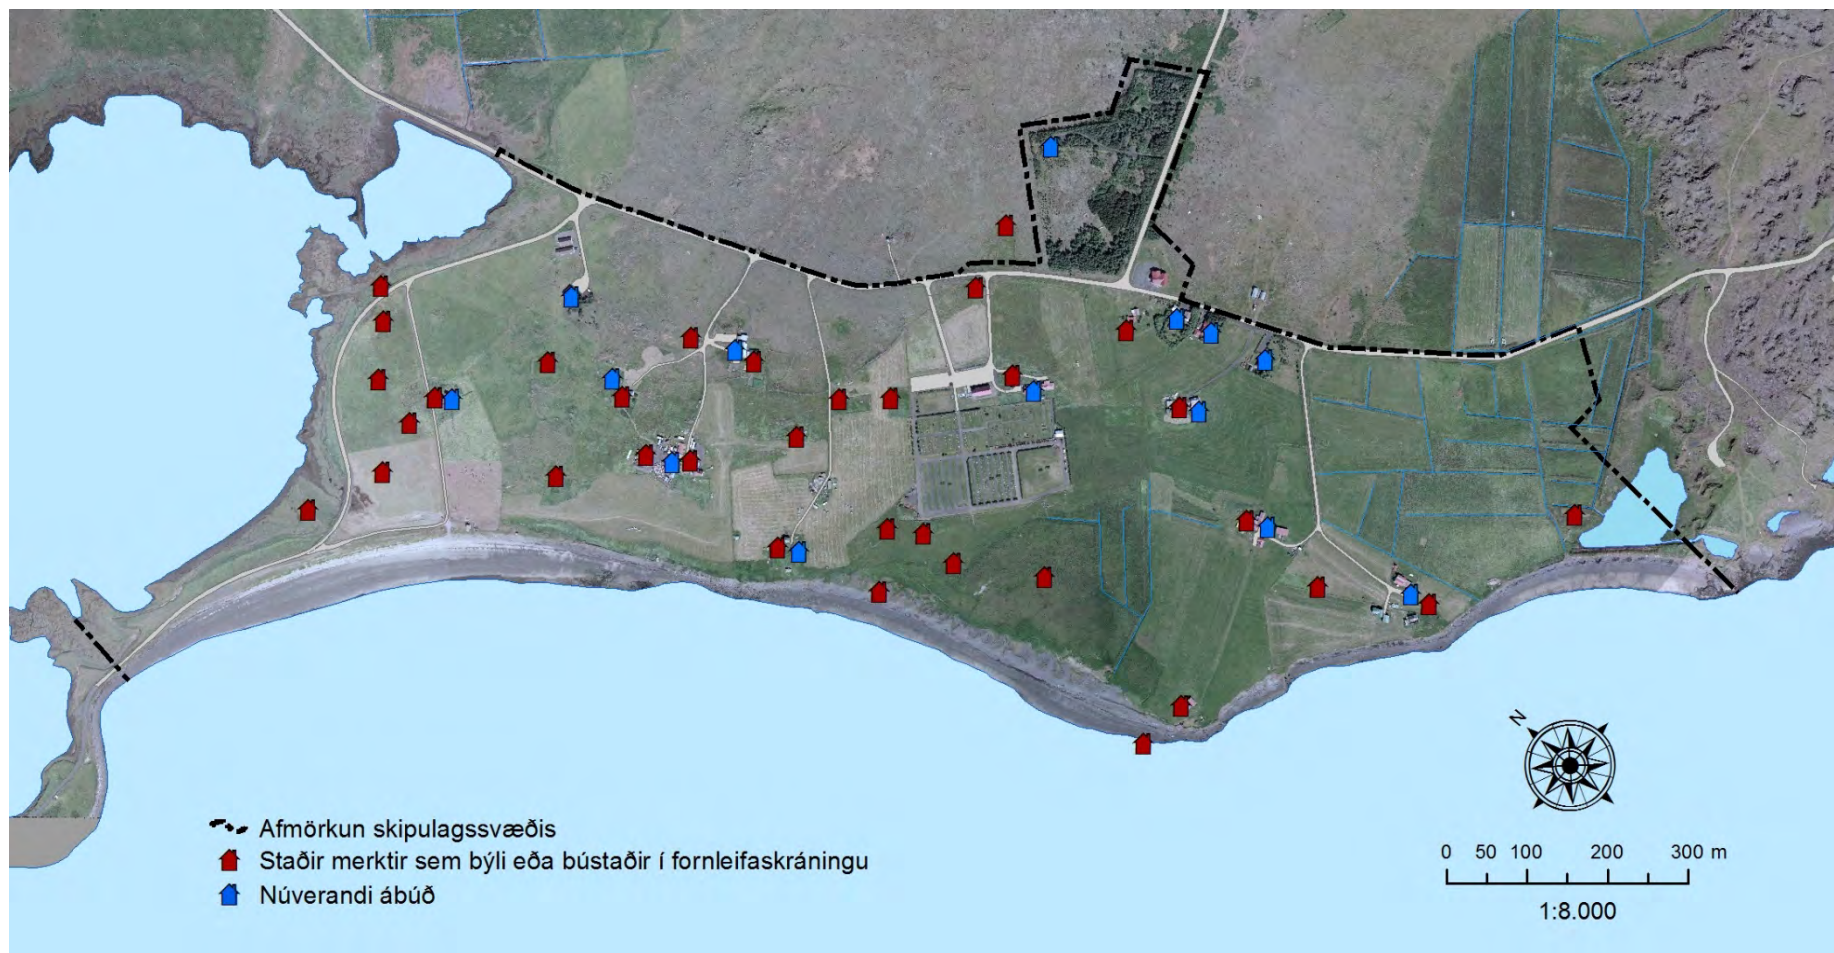 N
Afmörkun skipulagssvæðis
Staðir merktir sem býli eða bústaðir í fornleifaskráningu
Núverandi ábúð
0 50 100 200 300 m
1:8.000